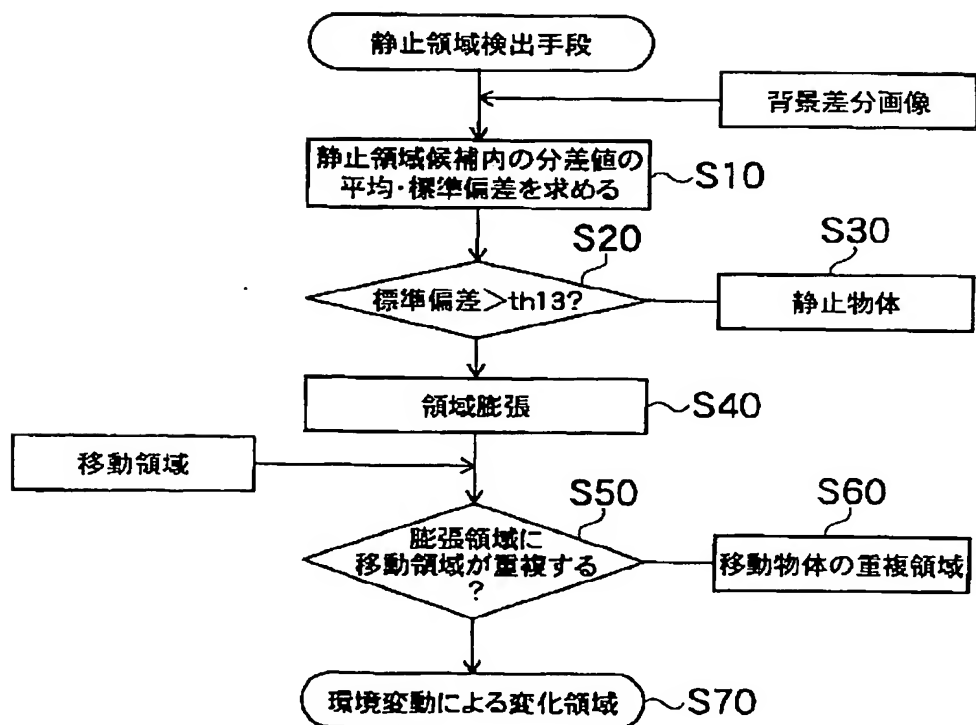 静止領域検出手段
背景差分画像
静止領域候補内の分差値の
平均・標準偏差を求める
S10
S20
標準偏差>th13?
S30
静止物体
領域膨張
S40
移動領域
S50
膨張領域に
移動領域が重複する
?
S60
移動物体の重複領域
環境変動による変化領域
S70